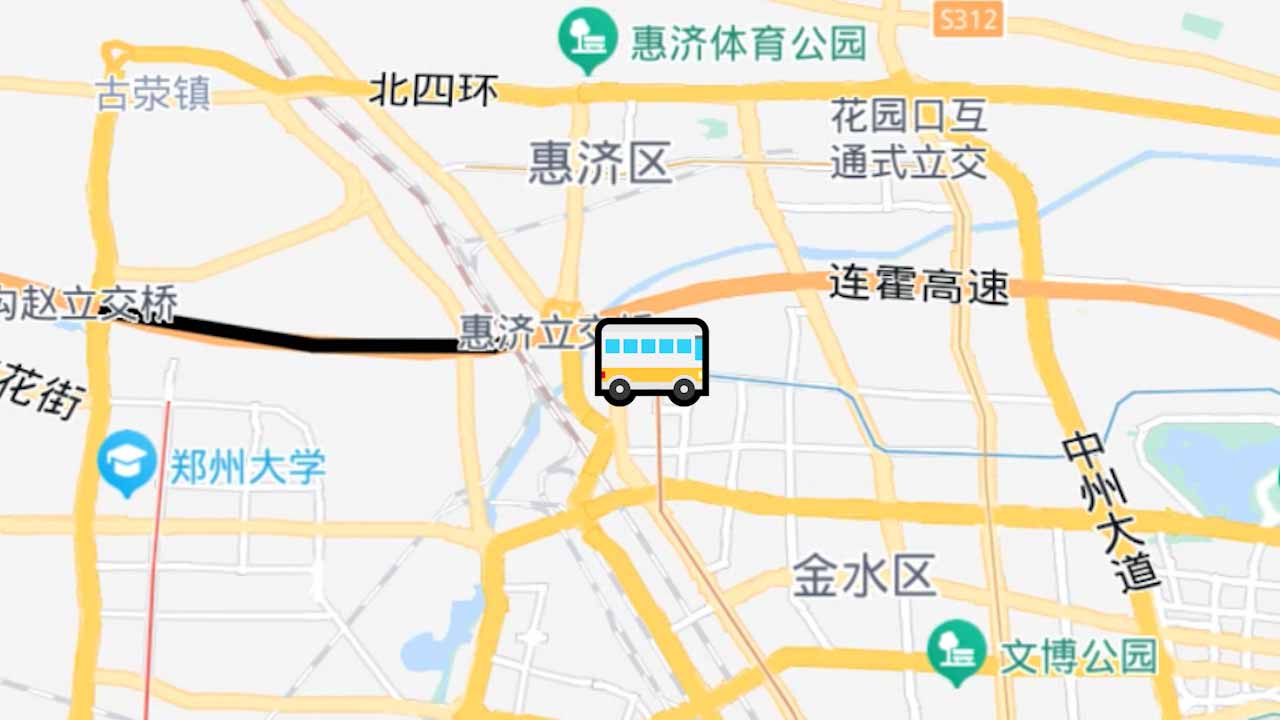 S312
惠济体育公园
古荥镇
北四环
花园口互
通式立交
惠济区
连霍高速
沟赵立交桥
惠济立交桥
花街
中州大道
郑州大学
金水区
文博公园